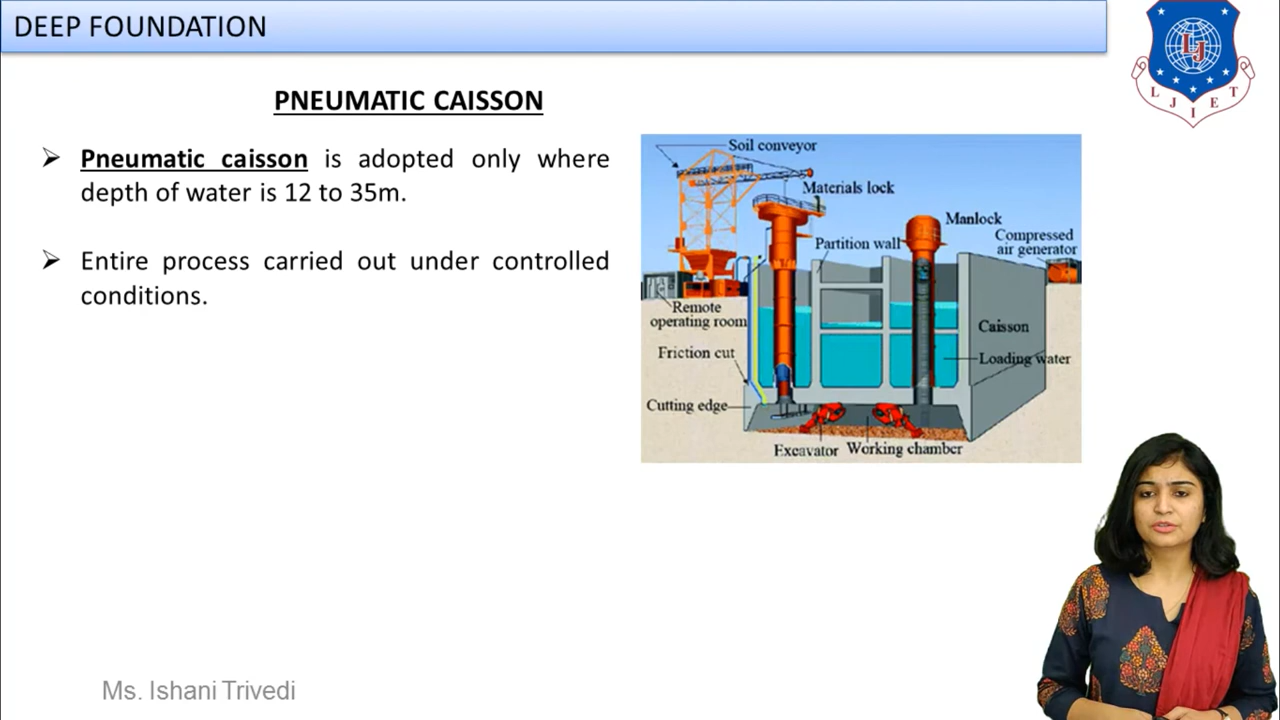 DEEP FOUNDATION
LJIET
PNEUMATIC CAISSON
➢ Pneumatic caisson is adopted only where
depth of water is 12 to 35m.
➢ Entire process carried out under controlled
conditions.
Soil conveyor
Materials lock
Manlock
Partition wall
Compressed
air generator
Remote
operating room
Caisson
Friction cut
Loading water
Cutting edge
Excavator
Working chamber
Ms. Ishani Trivedi